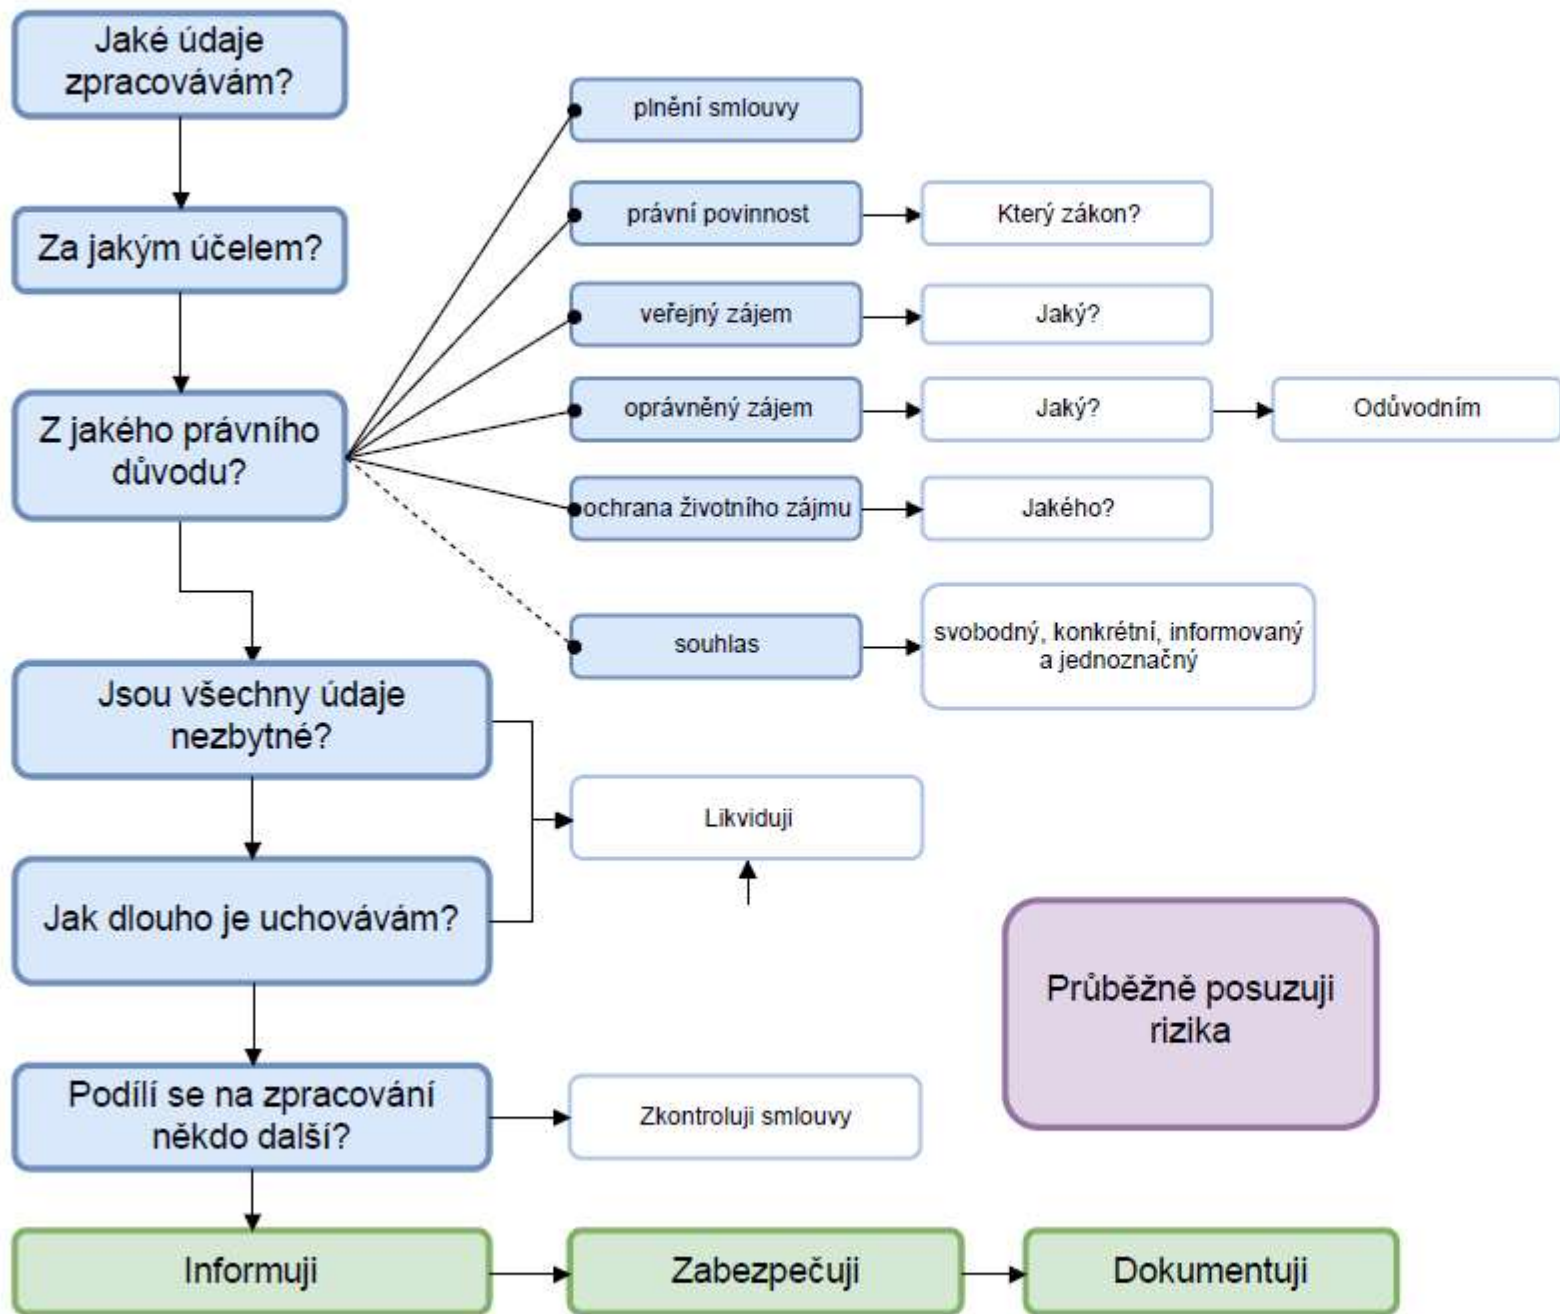 Jaké údaje
zpracovávám?
Za jakým účelem?
Z jakého právního
důvodu?
plnění smlouvy
právní povinnost
Který zákon?
veřejný zájem
Jaký?
oprávněný zájem
Jaký?
Odůvodním
ochrana životního zájmu
Jakého?
souhlas
svobodný, konkrétní, informovaný
a jednoznačný
Jsou všechny údaje
nezbytné?
Likviduji
Jak dlouho je uchovávám?
Průběžně posuzuji
rizika
Podílí se na zpracování
někdo další?
Zkontroluji smlouvy
Informuji
Zabezpečuji
Dokumentuji